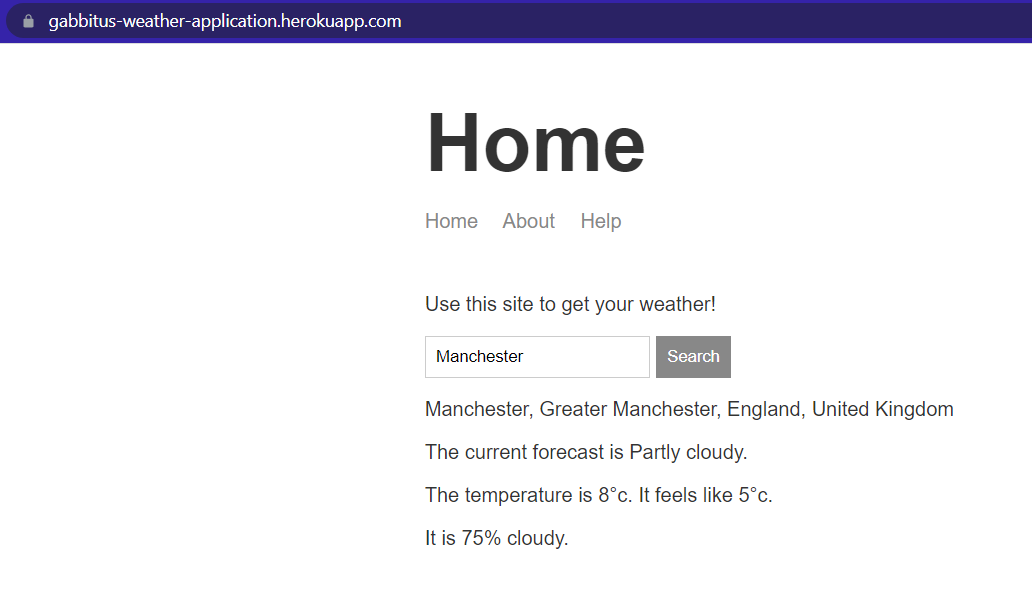 gabbitus-weather-application.herokuapp.com
Home
Home About Help
Use this site to get your weather!
Manchester Search
Manchester, Greater Manchester, England, United Kingdom
The current forecast is Partly cloudy.
The temperature is 8°c. It feels like 5°c.
It is 75% cloudy.